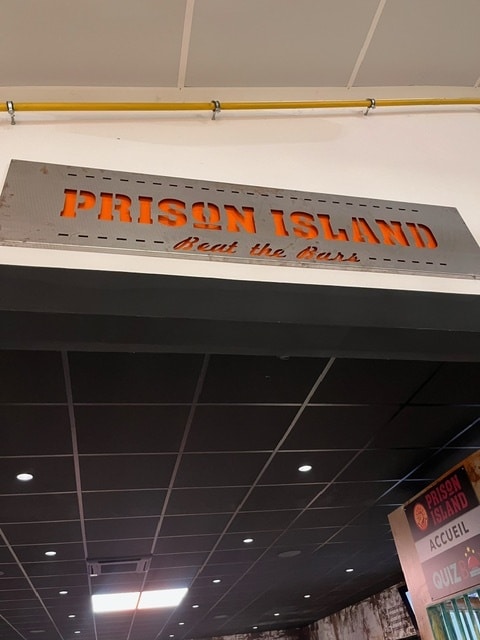 PRISON ISLAND
Beat the Bars
PRISON
ISLAND
ACCUEIL
QUIZ